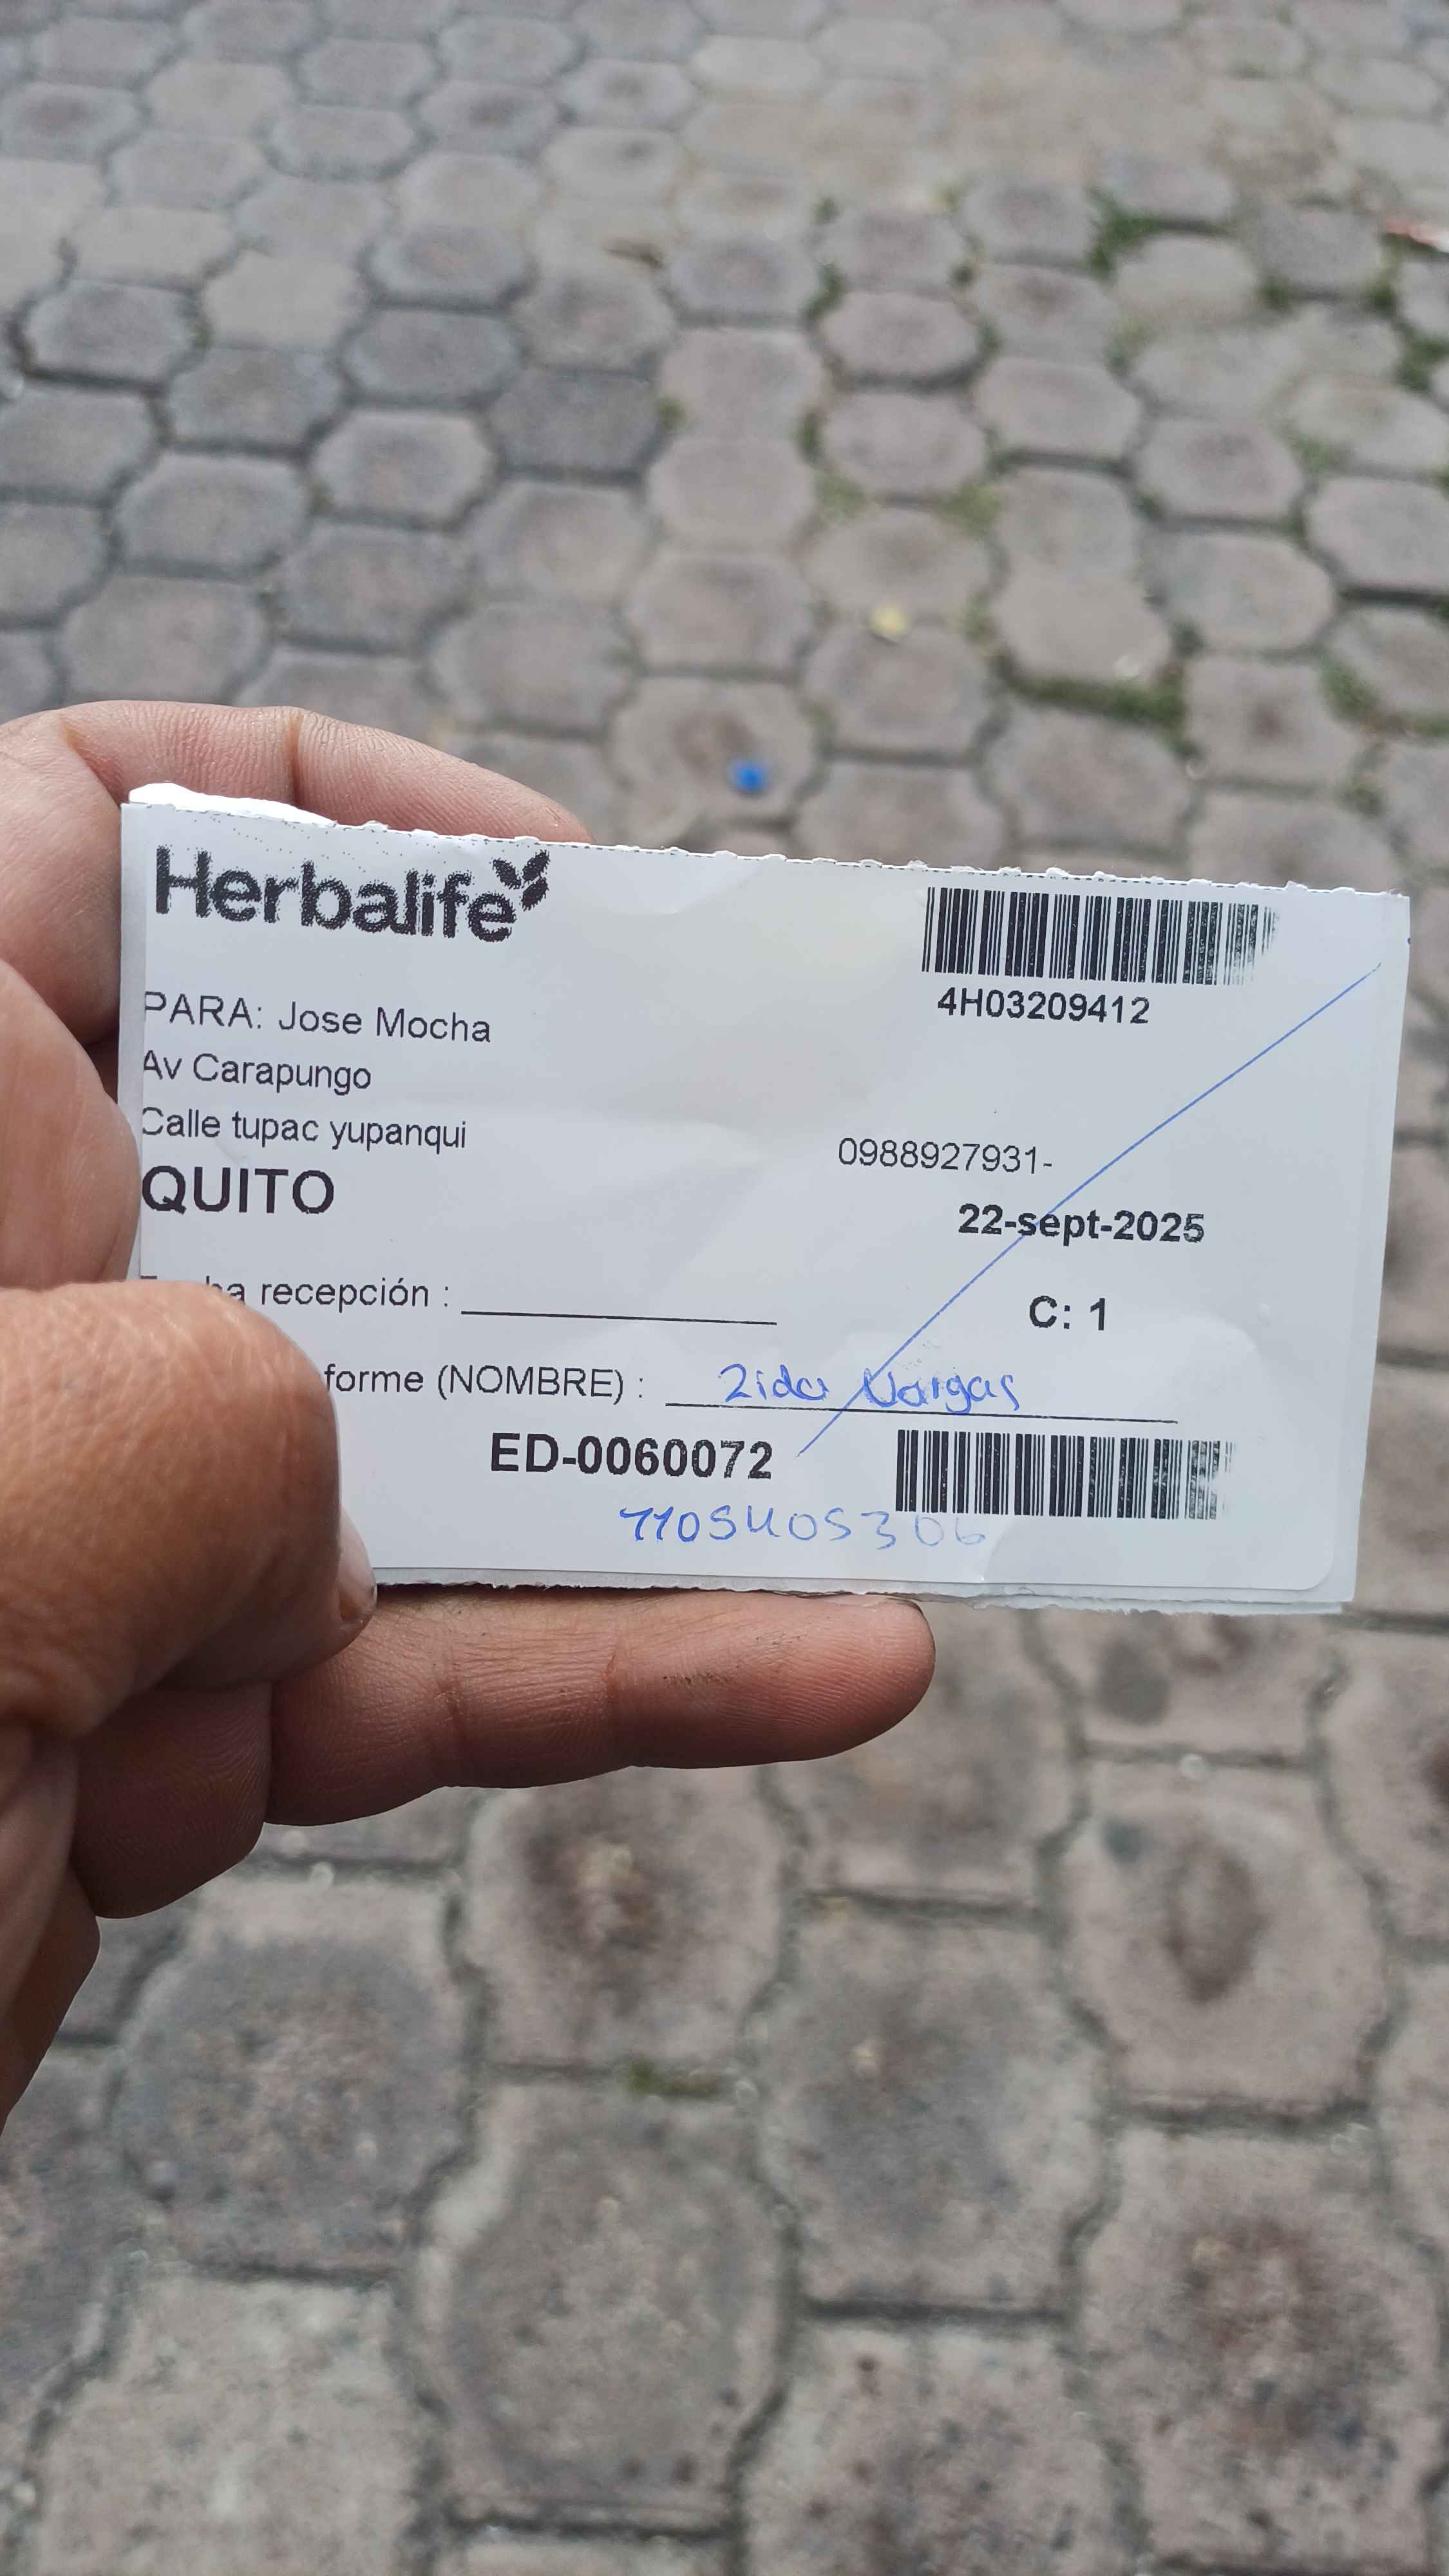 Herbalife
4H03209412
PARA: Jose Mocha
Av Carapungo
Calle tupac yupanqui
0988927931-
QUITO
22-sept-2025
recepción :
C: 1
forme (NOMBRE) : Zida Vargas
ED-0060072
1105405306